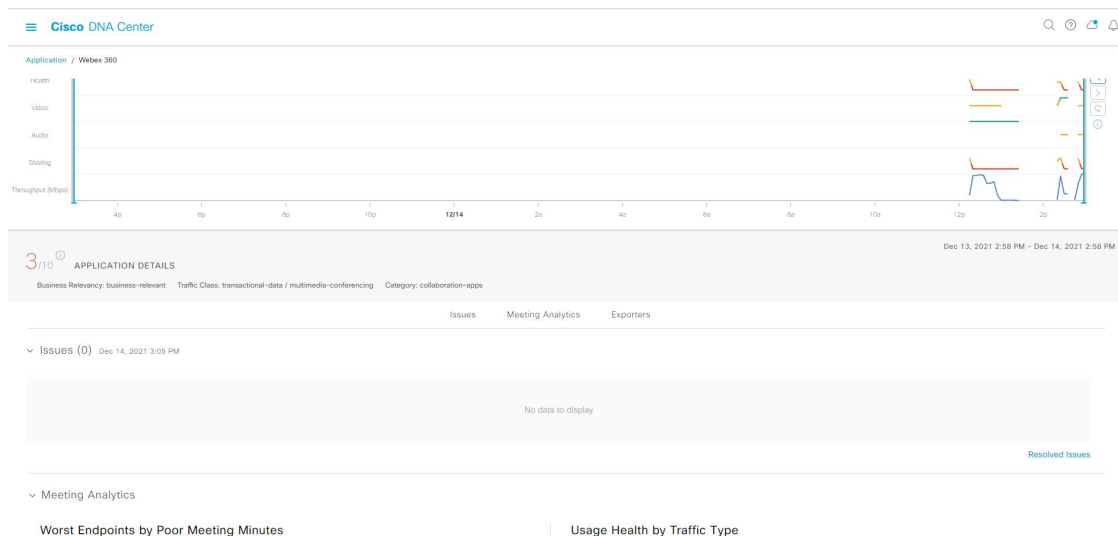 Cisco DNA Center
Application / Webex 360
Health
Video
Audio
Sharing
Throughput (Mbps)
4p 6p 8p 10p 12/14 2a 4a 6a 8a 10a 12p 2p
Dec 13, 2021 2:58 PM - Dec 14, 2021 2:58 PM
3/10 APPLICATION DETAILS
Business Relevancy: business-relevant Traffic Class: transactional-data / multimedia-conferencing Category: collaboration-apps
Issues Meeting Analytics Exporters
Issues (0) Dec 14, 2021 3:05 PM
No data to display
Resolved Issues
Meeting Analytics
Worst Endpoints by Poor Meeting Minutes Usage Health by Traffic Type